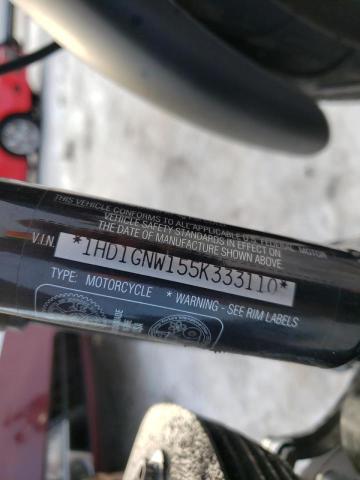 THIS VEHICLE CONFORMS TO ALL APPLICABLE U.S. FEDERAL MOTOR
VEHICLE SAFETY STANDARDS IN EFFECT ON
THE DATE OF MANUFACTURE SHOWN ABOVE
V.I.N. *1HD1GNW155K333110*
TYPE: MOTORCYCLE *WARNING - SEE RIM LABELS